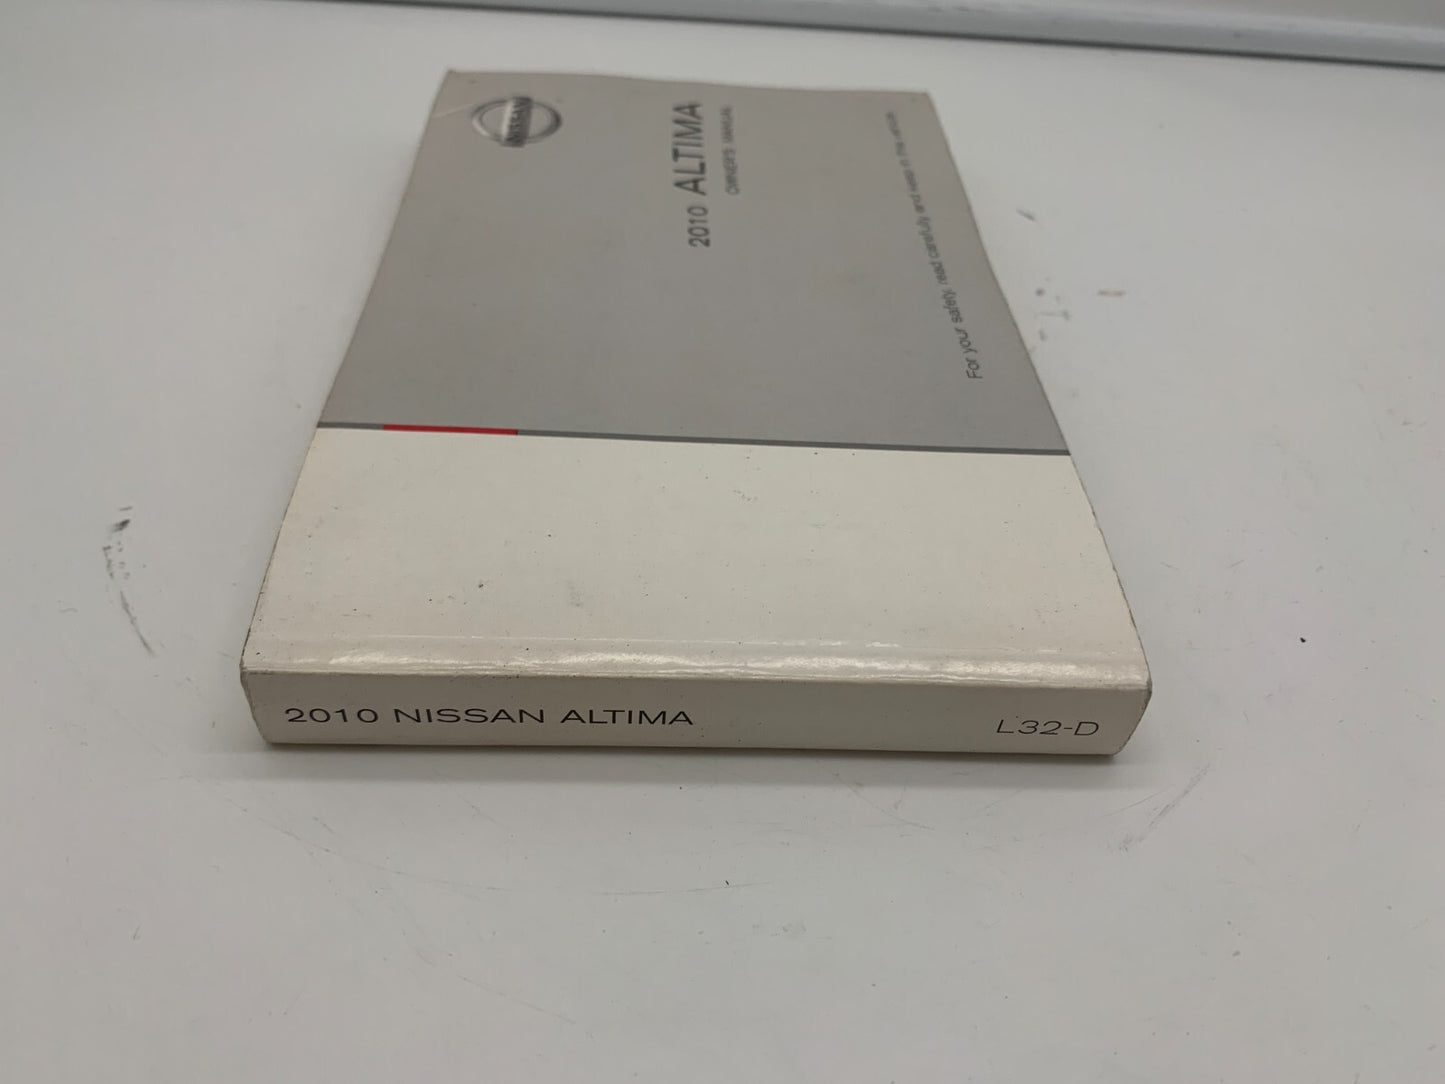 NISSAN
2010 ALTIMA
OWNER'S MANUAL
For your safety, read carefully and keep in this vehicle.
2010 NISSAN ALTIMA
L32-D